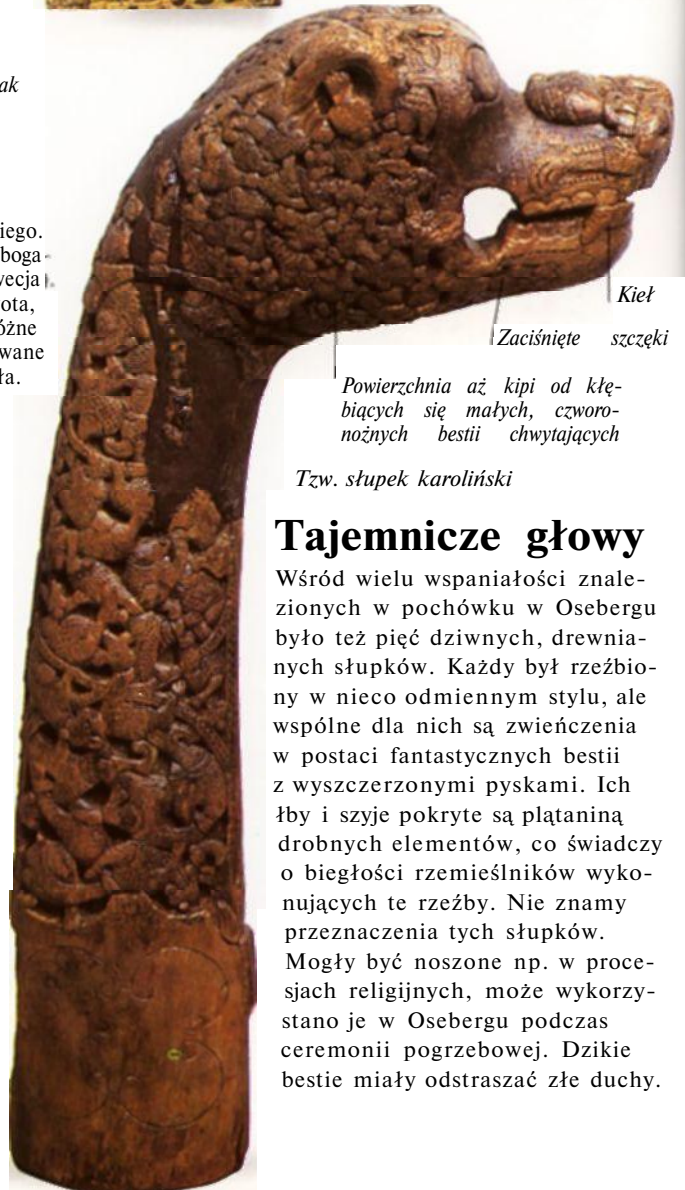 ak
iego.
boga-
wecja
ota,
óżne
wane
ła.
Kieł
Zaciśnięte szczęki
Powierzchnia aż kipi od kłę-
biących się małych, czworo-
nożnych bestii chwytających
Tzw. słupek karoliński
Tajemnicze głowy
Wśród wielu wspaniałości znale-
zionych w pochówku w Osebergu
było też pięć dziwnych, drewnia-
nych słupków. Każdy był rzeźbio-
ny w nieco odmiennym stylu, ale
wspólne dla nich są zwieńczenia
w postaci fantastycznych bestii
z wyszczerzonymi pyskami. Ich
łby i szyje pokryte są plątaniną
drobnych elementów, co świadczy
o biegłości rzemieślników wyko-
nujących te rzeźby. Nie znamy
przeznaczenia tych słupków.
Mogły być noszone np. w proce-
sjach religijnych, może wykorzy-
stano je w Osebergu podczas
ceremonii pogrzebowej. Dzikie
bestie miały odstraszać złe duchy.